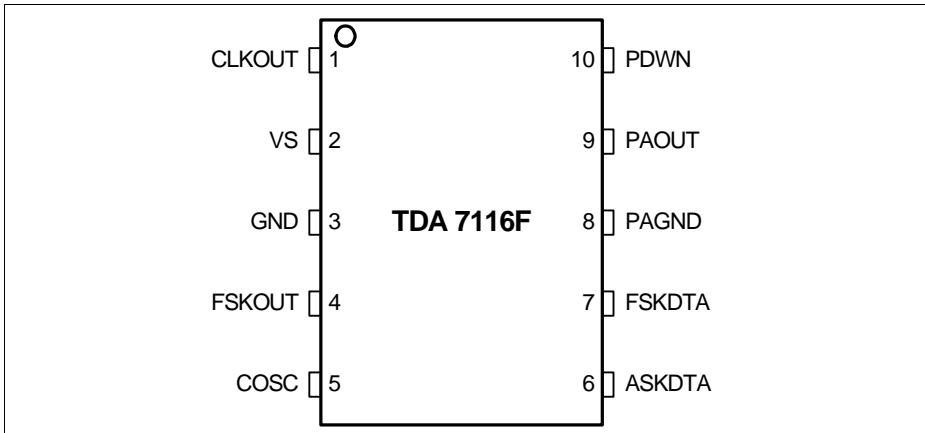 CLKOUT 1 10 PDWN
VS 2 9 PAOUT
GND 3 TDA 7116F 8 PAGND
FSKOUT 4 7 FSKDTA
COSC 5 6 ASKDTA